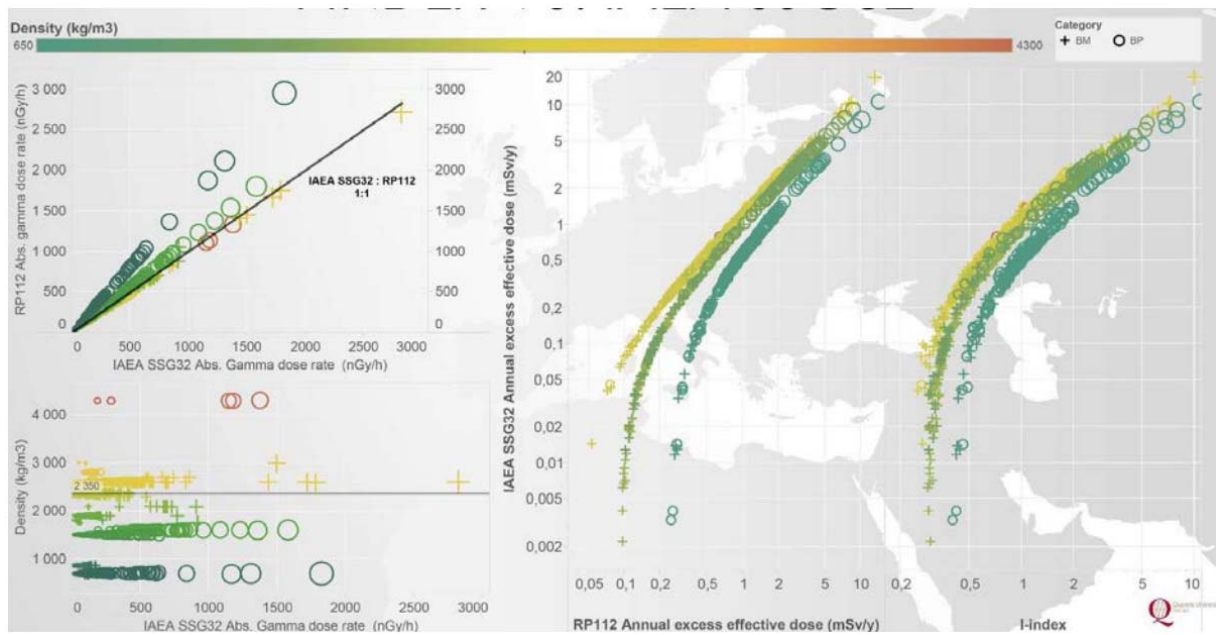 Density (kg/m3)
650
4300
Category
BM BP
3 000
2 500
2 000
1 500
1 000
500
0
3000
2500
2000
1500
1000
500
0
IAEA SSG32 : RP112
1:1
RP112 Abs. gamma dose rate (nGy/h)
0 500 1000 1500 2000 2500 3000
IAEA SSG32 Abs. Gamma dose rate (nGy/h)
4 000
3 000
2 350
2 000
1 000
Density (kg/m3)
0 500 1000 1500 2000 2500 3000
IAEA SSG32 Abs. Gamma dose rate (nGy/h)
20
10
5
2
1
0,5
0,2
0,1
0,05
0,02
0,01
0,005
0,002
IAEA SSG32 Annual excess effective dose (mSv/y)
0,05 0,1 0,2 0,5 1 2 5 10
0,2 0,5 1 2 5 10
RP112 Annual excess effective dose (mSv/y)
I-index